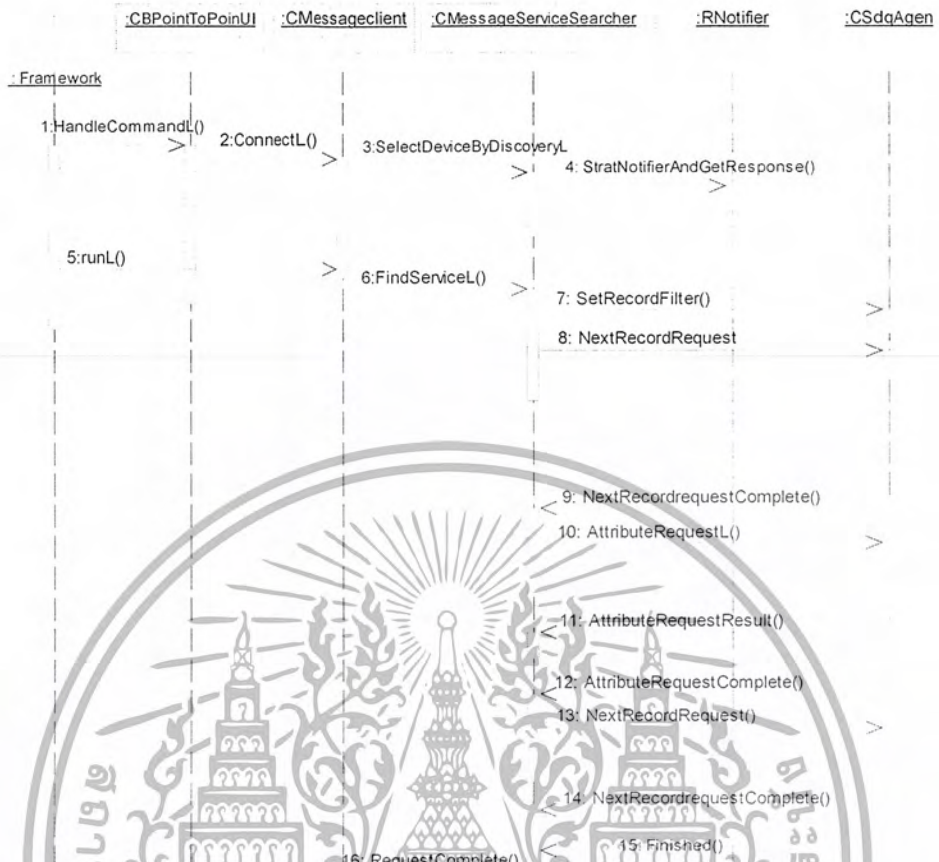 :CBPointToPoinUI
:CMessageclient
:CMessageServiceSearcher
:RNotifier
:CSdqAgen
: Framework
1:HandleCommandL()
2:ConnectL()
3:SelectDeviceByDiscoveryL
4: StratNotifierAndGetResponse()
5:runL()
6:FindServiceL()
7: SetRecordFilter()
8: NextRecordRequest
9: NextRecordrequestComplete()
10: AttributeRequestL()
11: AttributeRequestResult()
12: AttributeRequestComplete()
13: NextRecordRequest()
14: NextRecordrequestComplete()
15: Finished()
16: RequestComplete()